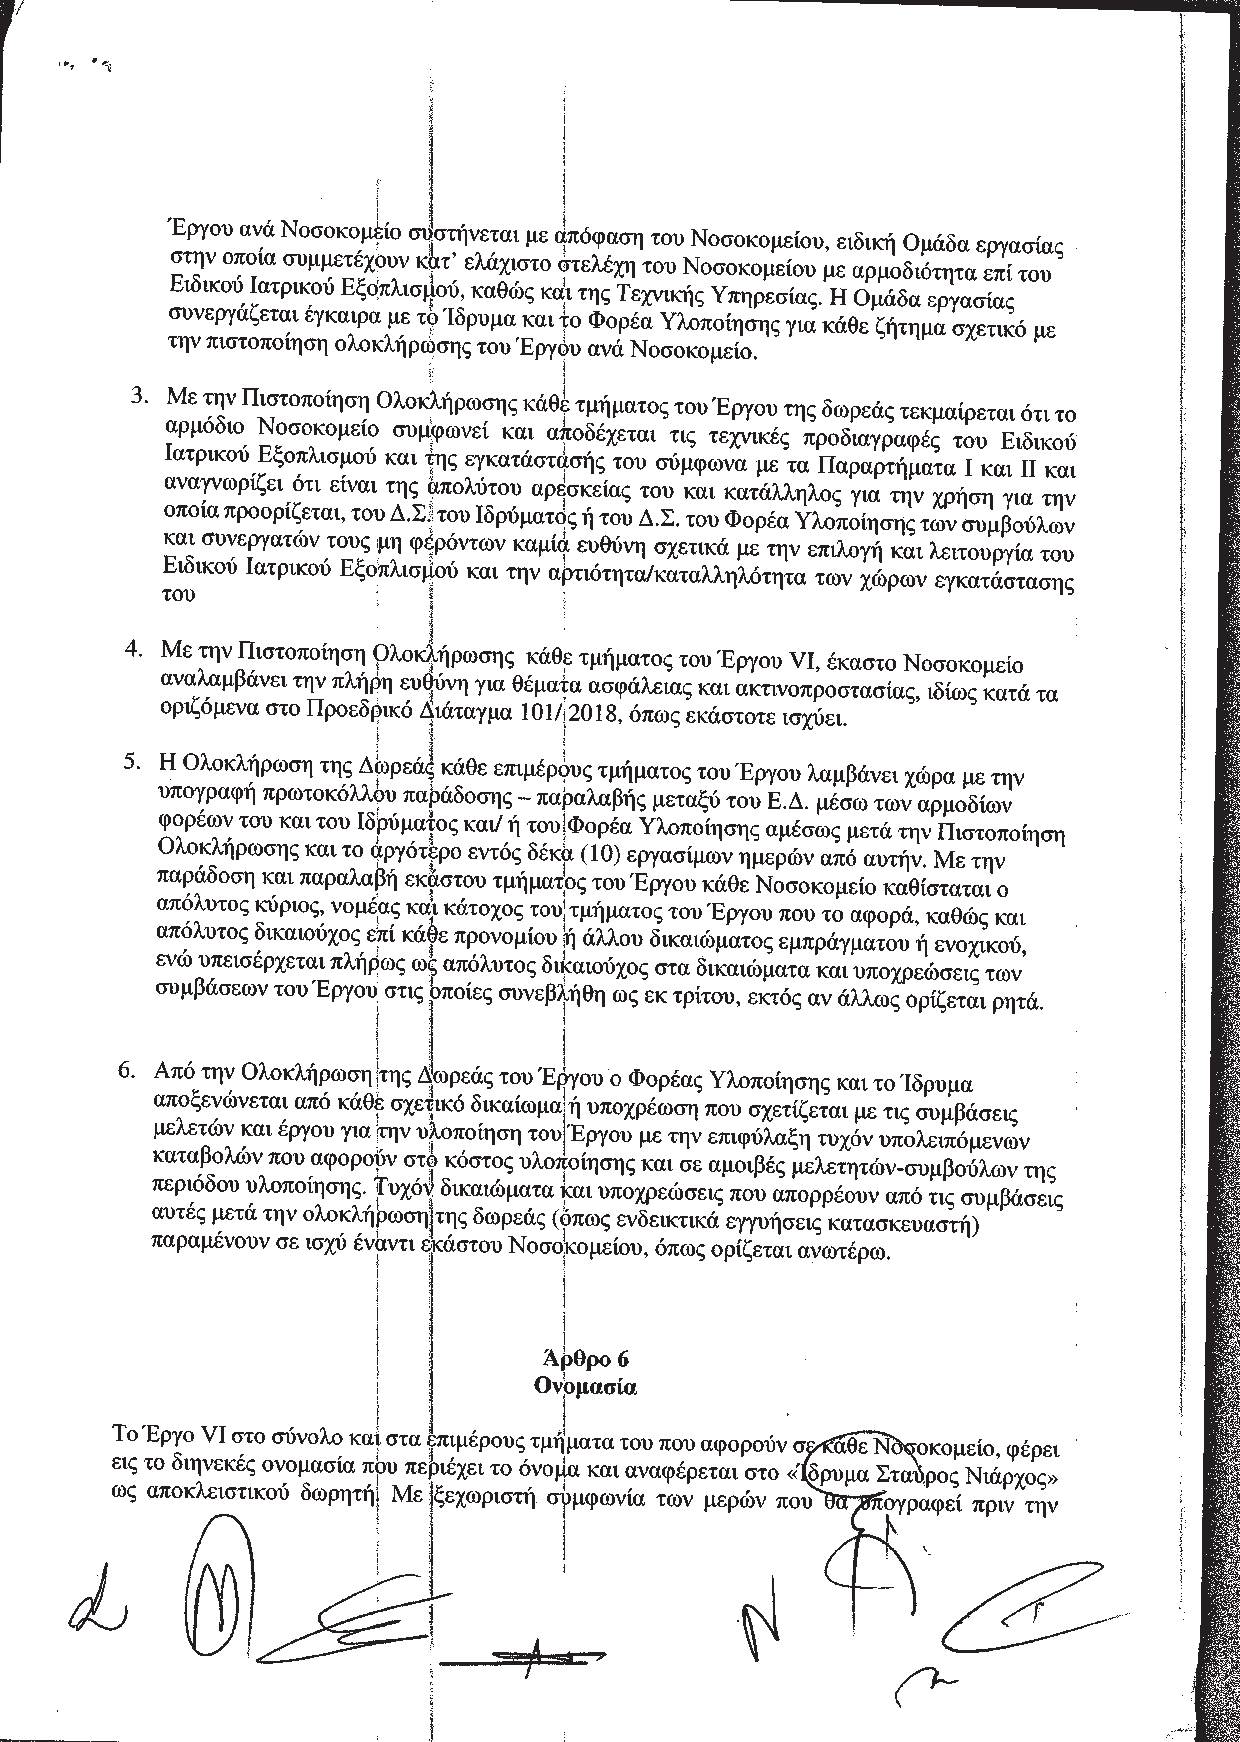 Έργου ανά Νοσοκομείο συστήνεται με απόφαση του Νοσοκομείου, ειδική Ομάδα εργασίας
στην οποία συμμετέχουν κατ’ ελάχιστο στελέχη του Νοσοκομείου με αρμοδιότητα επί του
Ειδικού Ιατρικού Εξοπλισμού, καθώς και της Τεχνικής Υπηρεσίας. Η Ομάδα εργασίας
συνεργάζεται έγκαιρα με το Ίδρυμα και το Φορέα Υλοποίησης για κάθε ζήτημα σχετικό με
την πιστοποίηση ολοκλήρωσης του Έργου ανά Νοσοκομείο.
3. Με την Πιστοποίηση Ολοκλήρωσης κάθε τμήματος του Έργου της δωρεάς τεκμαίρεται ότι το
αρμόδιο Νοσοκομείο συμφωνεί και αποδέχεται τις τεχνικές προδιαγραφές του Ειδικού
Ιατρικού Εξοπλισμού και της εγκατάστασής του σύμφωνα με τα Παραρτήματα Ι και ΙΙ και
αναγνωρίζει ότι είναι της απολύτου αρεσκείας του και κατάλληλος για την χρήση για την
οποία προορίζεται, του Δ.Σ. του Ιδρύματος ή του Δ.Σ. του Φορέα Υλοποίησης των συμβούλων
και συνεργατών τους μη φερόντων καμία ευθύνη σχετικά με την επιλογή και λειτουργία του
Ειδικού Ιατρικού Εξοπλισμού και την αρτιότητα/καταλληλότητα των χώρων εγκατάστασης
του
4. Με την Πιστοποίηση Ολοκλήρωσης κάθε τμήματος του Έργου VI, έκαστο Νοσοκομείο
αναλαμβάνει την πλήρη ευθύνη για θέματα ασφάλειας και ακτινοπροστασίας, ιδίως κατά τα
οριζόμενα στο Προεδρικό Διάταγμα 101/2018, όπως εκάστοτε ισχύει.
5. Η Ολοκλήρωση της Δωρεάς κάθε επιμέρους τμήματος του Έργου λαμβάνει χώρα με την
υπογραφή πρωτοκόλλου παράδοσης – παραλαβής μεταξύ του Ε.Δ. μέσω των αρμοδίων
φορέων του και του Ιδρύματος και/ ή του Φορέα Υλοποίησης αμέσως μετά την Πιστοποίηση
Ολοκλήρωσης και το αργότερο εντός δέκα (10) εργασίμων ημερών από αυτήν. Με την
παράδοση και παραλαβή εκάστου τμήματος του Έργου κάθε Νοσοκομείο καθίσταται ο
απόλυτος κύριος, νομέας και κάτοχος του τμήματος του Έργου που το αφορά, καθώς και
απόλυτος δικαιούχος επί κάθε προνομίου ή άλλου δικαιώματος εμπράγματου ή ενοχικού,
ενώ υπεισέρχεται πλήρως ως απόλυτος δικαιούχος στα δικαιώματα και υποχρεώσεις των
συμβάσεων του Έργου στις οποίες συνεβλήθη ως εκ τρίτου, εκτός αν άλλως ορίζεται ρητά.
6. Από την Ολοκλήρωση της Δωρεάς του Έργου ο Φορέας Υλοποίησης και το Ίδρυμα
αποξενώνεται από κάθε σχετικό δικαίωμα ή υποχρέωση που σχετίζεται με τις συμβάσεις
μελετών και έργου για την υλοποίηση του Έργου με την επιφύλαξη τυχόν υπολειπόμενων
καταβολών που αφορούν στο κόστος υλοποίησης και σε αμοιβές μελετητών-συμβούλων της
περιόδου υλοποίησης. Τυχόν δικαιώματα και υποχρεώσεις που απορρέουν από τις συμβάσεις
αυτές μετά την ολοκλήρωση της δωρεάς (όπως ενδεικτικά εγγυήσεις κατασκευαστή)
παραμένουν σε ισχύ έναντι εκάστου Νοσοκομείου, όπως ορίζεται ανωτέρω.
Άρθρο 6
Ονομασία
Το Έργο VI στο σύνολο και στα επιμέρους τμήματα του που αφορούν σε κάθε Νοσοκομείο, φέρει
εις το διηνεκές ονομασία που περιέχει το όνομα και αναφέρεται στο «Ίδρυμα Σταύρος Νιάρχος»
ως αποκλειστικού δωρητή. Με ξεχωριστή συμφωνία των μερών που θα υπογραφεί πριν την